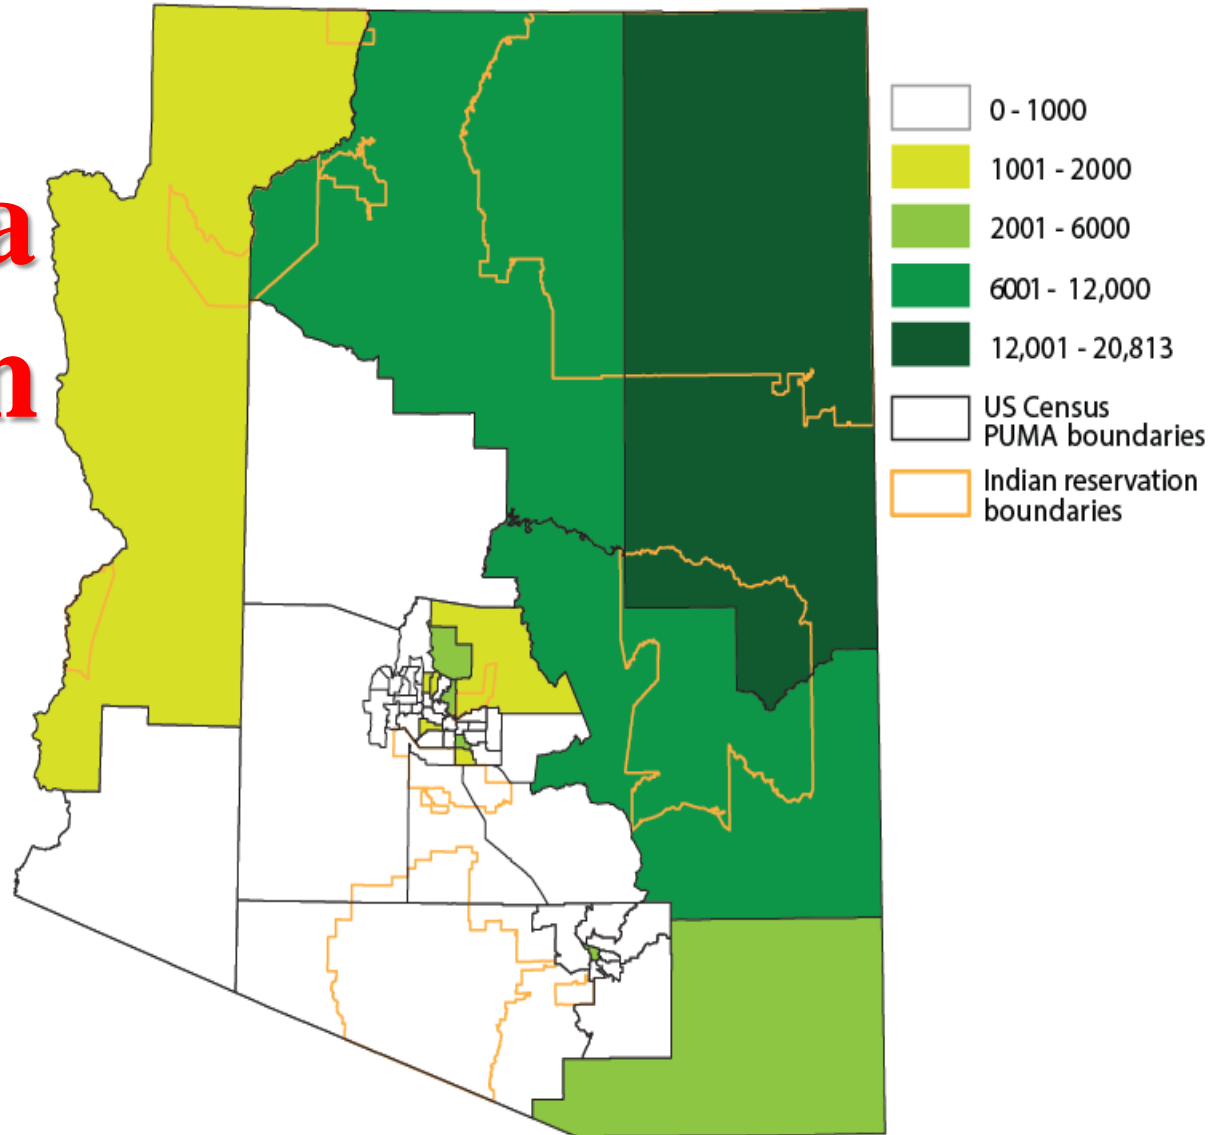 a
n
0 - 1000
1001 - 2000
2001 - 6000
6001 - 12,000
12,001 - 20,813
US Census
PUMA boundaries
Indian reservation
boundaries